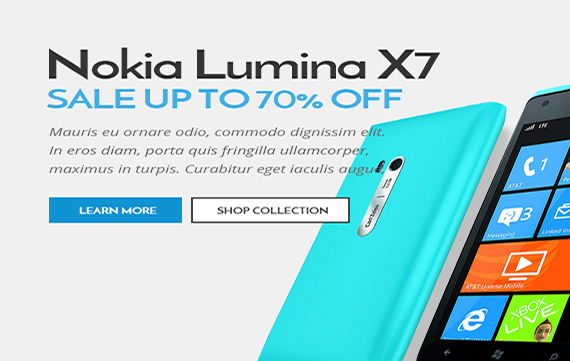 Nokia Lumina X7
SALE UP TO 70% OFF
Mauris eu ornare odio, commodo dignissim elit.
In eros diam, porta quis fringilla ullamcorper,
maximus in turpis. Curabitur eget iaculis augue.
LEARN MORE
SHOP COLLECTION
Carl Zeiss
LTE
1
AT&T
3
Messaging
Linked in
AT&T U-verse Mobile
XBOX
LIVE